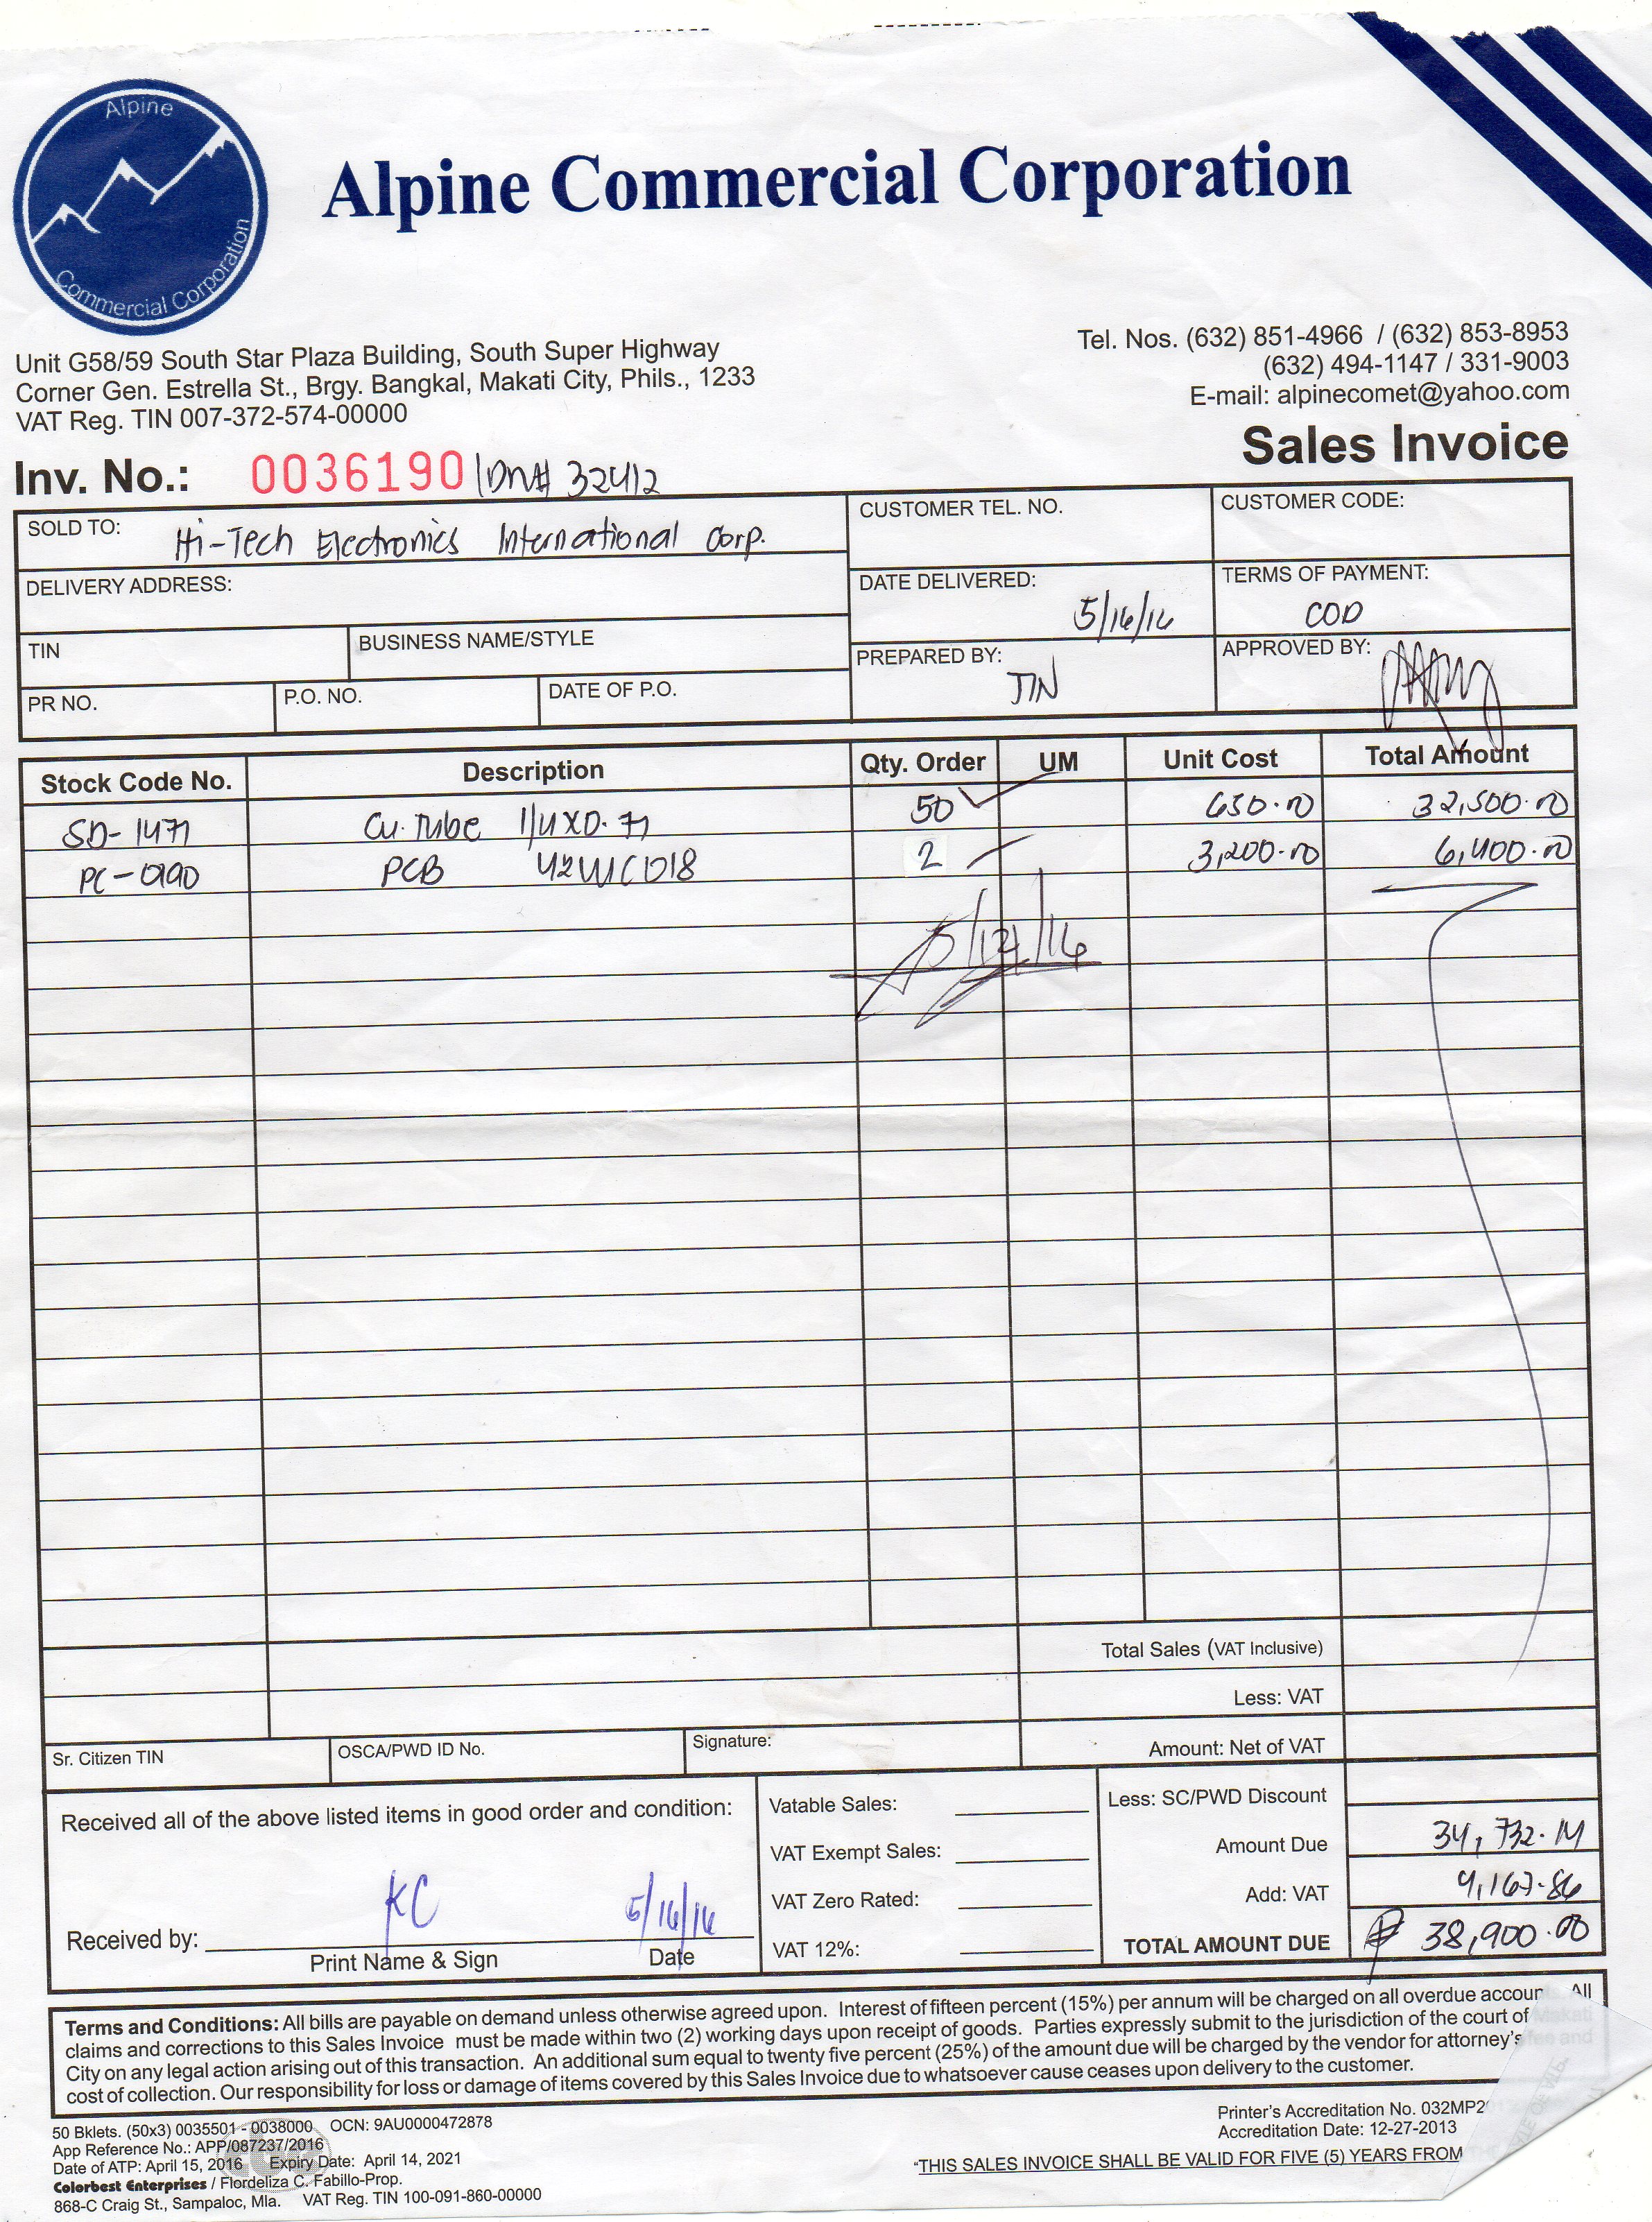 Alpine
Commercial Corporation
Alpine Commercial Corporation
Unit G58/59 South Star Plaza Building, South Super Highway
Corner Gen. Estrella St., Brgy. Bangkal, Makati City, Phils., 1233
VAT Reg. TIN 007-372-574-00000
Tel. Nos. (632) 851-4966 / (632) 853-8953
(632) 494-1147 / 331-9003
E-mail: alpinecomet@yahoo.com
Sales Invoice
Inv. No.: 0036190 /DN# 32412
SOLD TO: Hi-Tech Electronics International Corp.
CUSTOMER TEL. NO.
CUSTOMER CODE:
DELIVERY ADDRESS:
DATE DELIVERED: 5/16/16
TERMS OF PAYMENT: COD
TIN
BUSINESS NAME/STYLE
PREPARED BY: TIN
APPROVED BY:
PR NO.
P.O. NO.
DATE OF P.O.
Stock Code No. Description Qty. Order UM Unit Cost Total Amount
SD-1471 Cu. Tube 1/4x0.71 50 650.00 32,500.00
PC-0190 PCB 2 3,200.00 6,400.00
Total Sales (VAT Inclusive)
Less: VAT
Amount: Net of VAT
Sr. Citizen TIN
OSCA/PWD ID No.
Signature:
Received all of the above listed items in good order and condition:
KC 5/16/16
Received by:
Print Name & Sign Date
Vatable Sales:
VAT Exempt Sales:
VAT Zero Rated:
VAT 12%:
Less: SC/PWD Discount
Amount Due 34,732.14
Add: VAT 4,167.86
TOTAL AMOUNT DUE ₱ 38,900.00
Terms and Conditions: All bills are payable on demand unless otherwise agreed upon. Interest of fifteen percent (15%) per annum will be charged on all overdue accoun All
claims and corrections to this Sales Invoice must be made within two (2) working days upon receipt of goods. Parties expressly submit to the jurisdiction of the court of Makati
City on any legal action arising out of this transaction. An additional sum equal to twenty five percent (25%) of the amount due will be charged by the vendor for attorney's fee and
cost of collection. Our responsibility for loss or damage of items covered by this Sales Invoice due to whatsoever cause ceases upon delivery to the customer.
50 Bklets. (50x3) 0035501 - 0038000 OCN: 9AU0000472878
App Reference No.: APP/087237/2016
Date of ATP: April 15, 2016 Expiry Date: April 14, 2021
Colorbest Enterprises / Flordeliza C. Fabillo-Prop.
868-C Craig St., Sampaloc, Mla. VAT Reg. TIN 100-091-860-00000
Printer's Accreditation No. 032MP2
Accreditation Date: 12-27-2013
"THIS SALES INVOICE SHALL BE VALID FOR FIVE (5) YEARS FROM